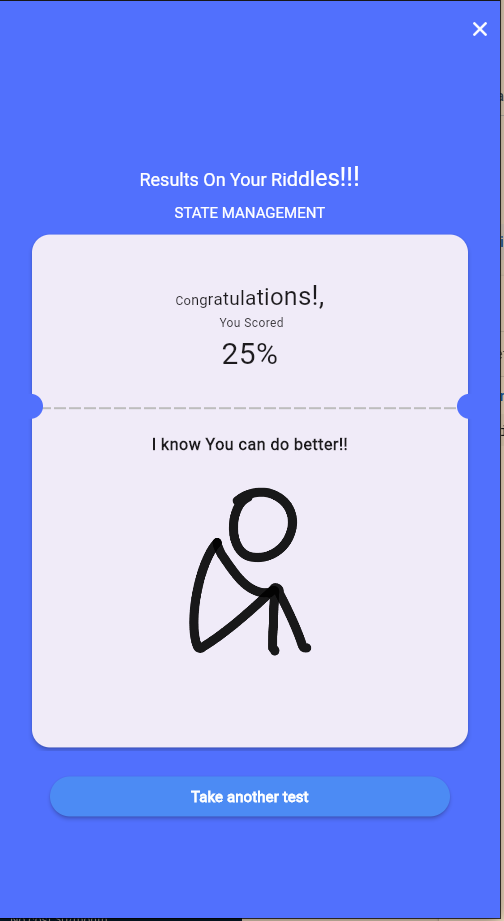 Results On Your Riddles!!!
STATE MANAGEMENT
Congratulations!,
You Scored
25%
I know You can do better!!
Take another test